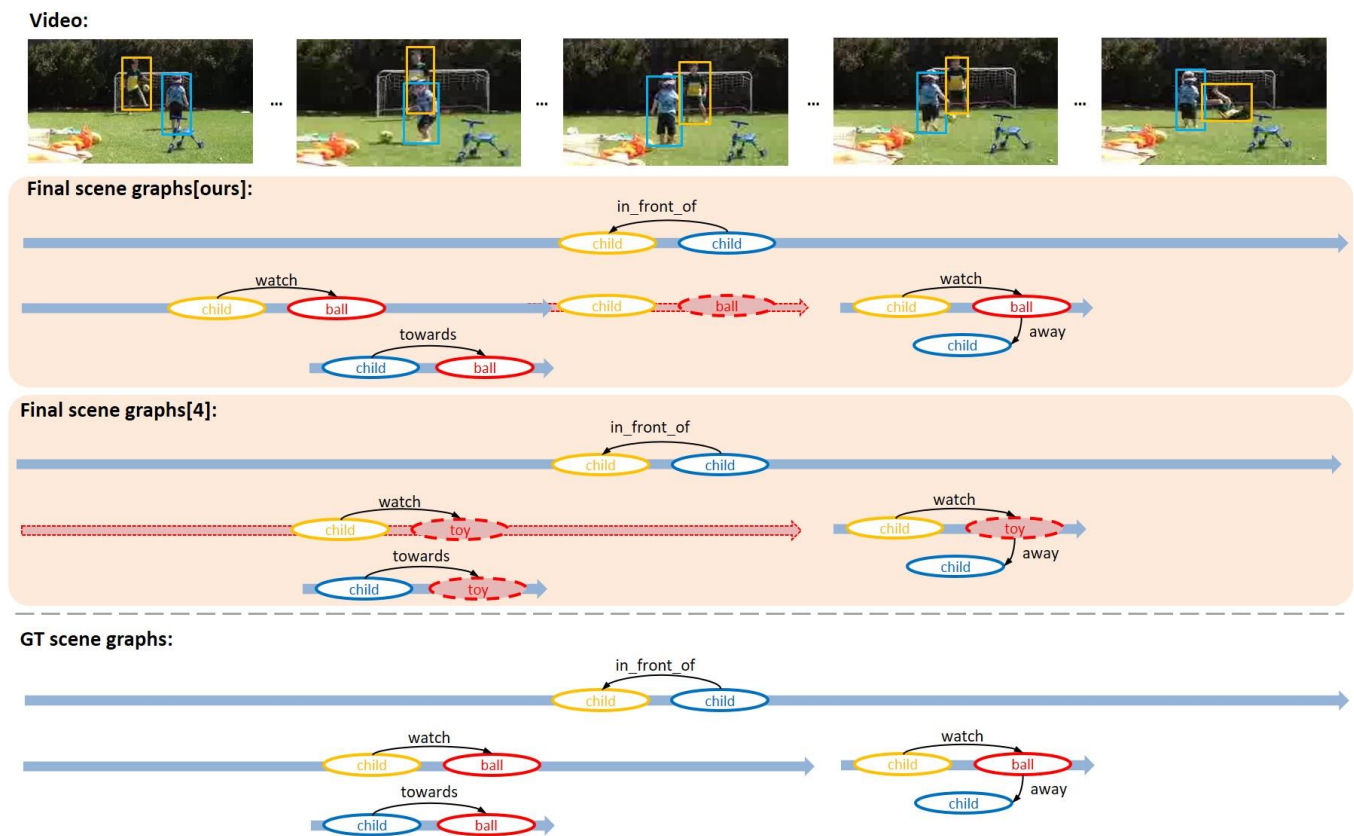 Video:
... ... ... ...
Final scene graphs[ours]:
in_front_of
child child
watch watch
child ball child ball child ball
towards away
child
child ball
Final scene graphs[4]:
in_front_of
child child
watch watch
child toy child toy
towards away
child
child toy
GT scene graphs:
in_front_of
child child
watch watch
child ball child ball
towards away
child
child ball